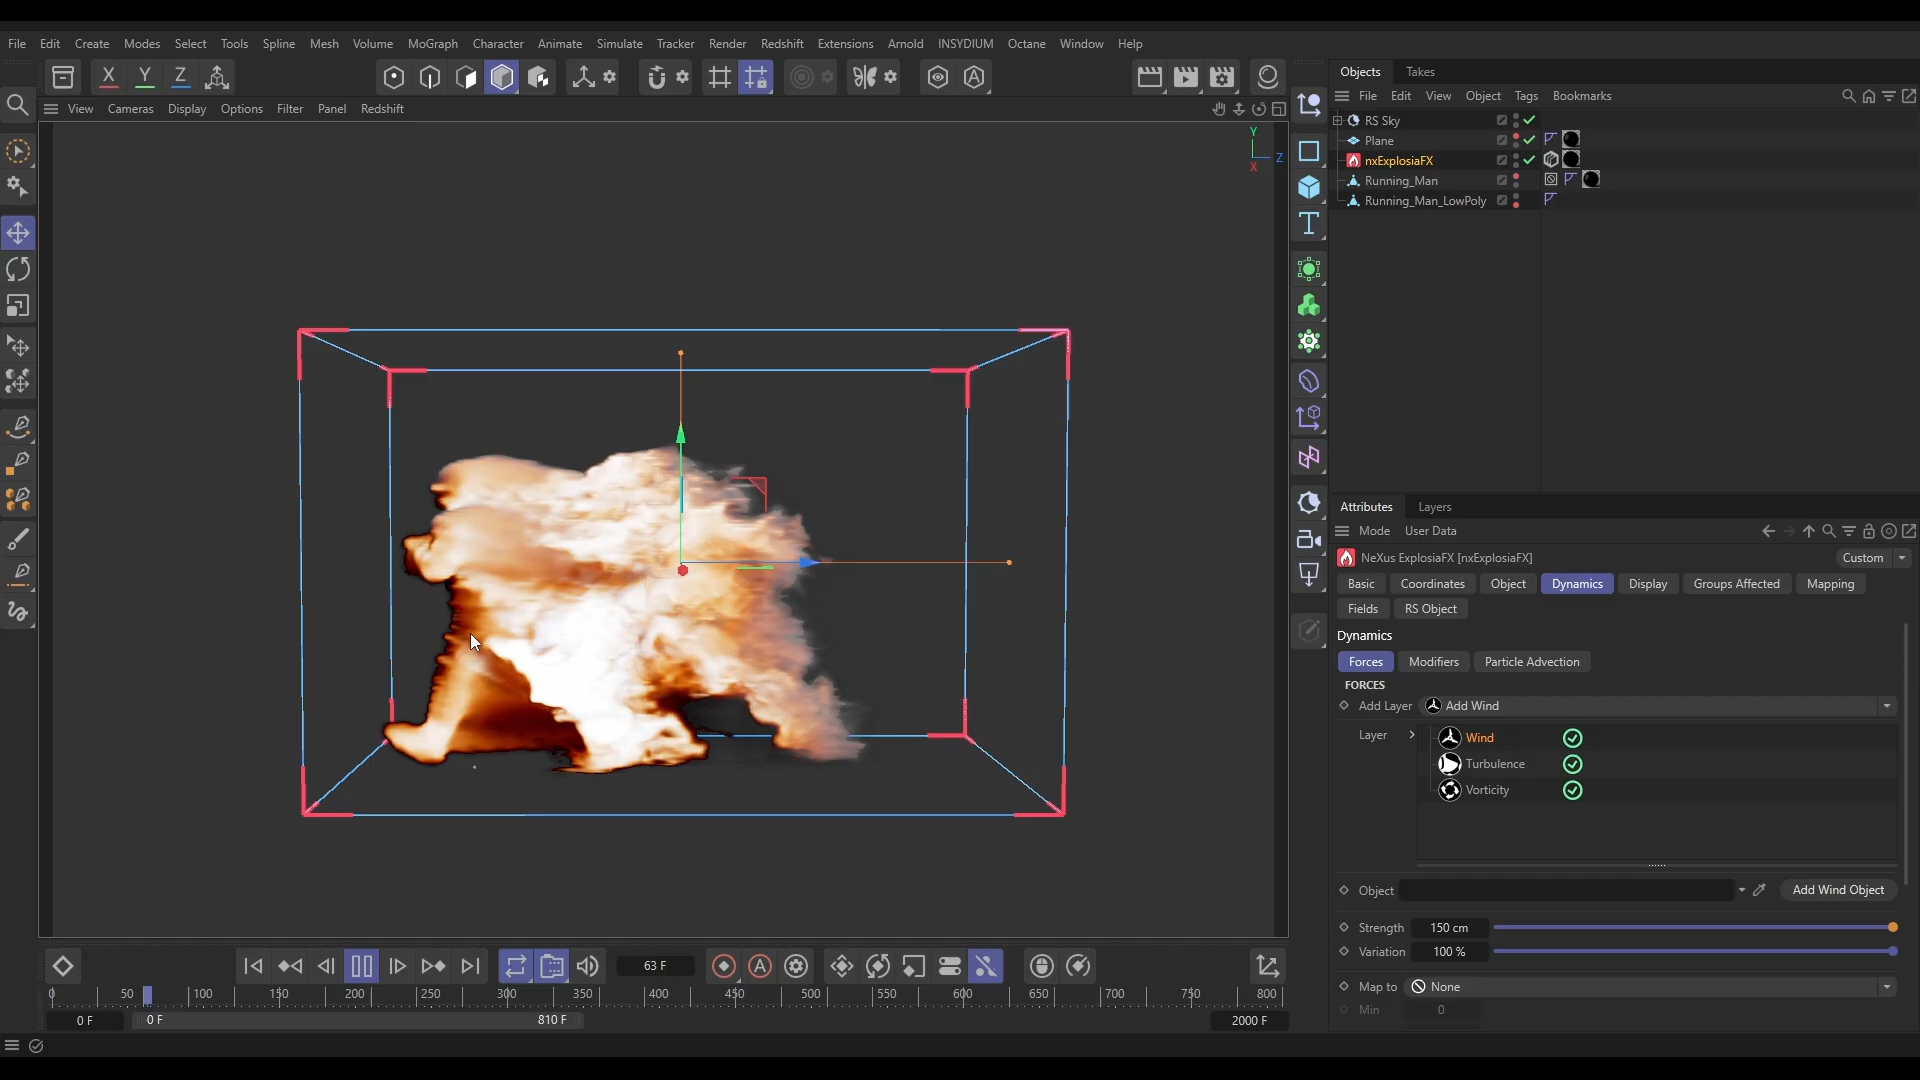 File Edit Create Modes Select Tools Spline Mesh Volume MoGraph Character Animate Simulate Tracker Render Redshift Extensions Arnold INSYDIUM Octane Window Help
X Y Z
View Cameras Display Options Filter Panel Redshift
Y
Z
X
Objects Takes
File Edit View Object Tags Bookmarks
RS Sky
Plane
nxExplosiaFX
Running_Man
Running_Man_LowPoly
Attributes Layers
Mode User Data
NeXus ExplosiaFX [nxExplosiaFX] Custom
Basic Coordinates Object Dynamics Display Groups Affected Mapping
Fields RS Object
Dynamics
Forces Modifiers Particle Advection
FORCES
Add Layer Add Wind
Layer Wind
Turbulence
Vorticity
Object Add Wind Object
Strength 150 cm
Variation 100 %
Map to None
Min 0
63 F
0 50 100 150 200 250 300 350 400 450 500 550 600 650 700 750 800
0 F 0 F 810 F 2000 F